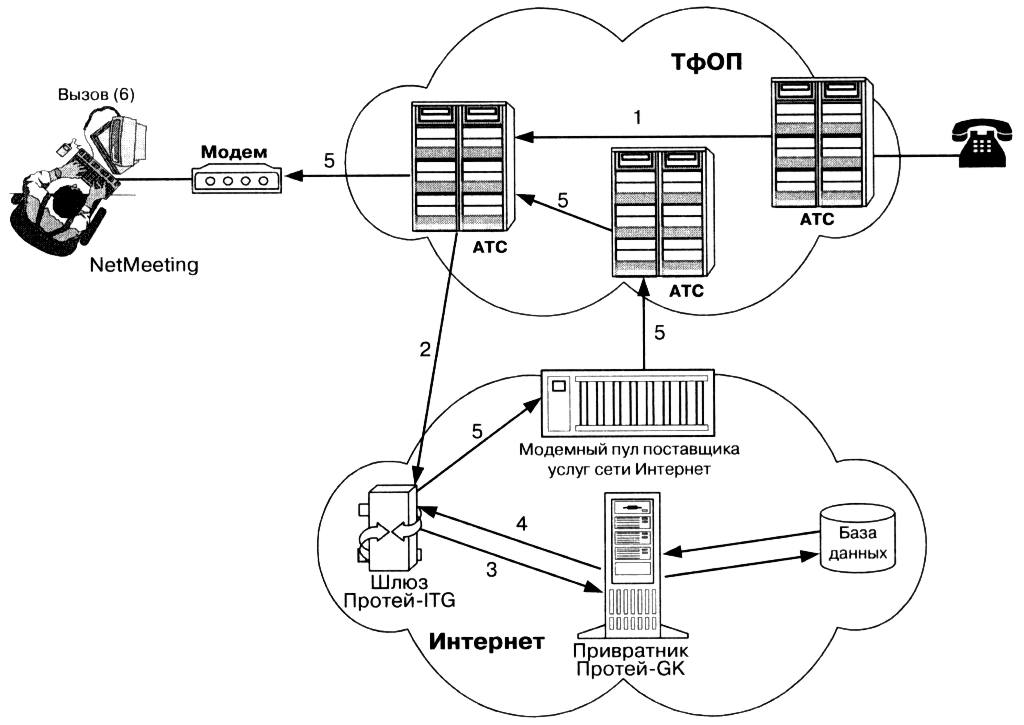 ТфОП
Вызов (6)
Модем
5
1
5
АТС
NetMeeting
АТС
АТС
5
2
5
Модемный пул поставщика
услуг сети Интернет
4
3
База
данных
Шлюз
Протей-ITG
Интернет
Привратник
Протей-GK